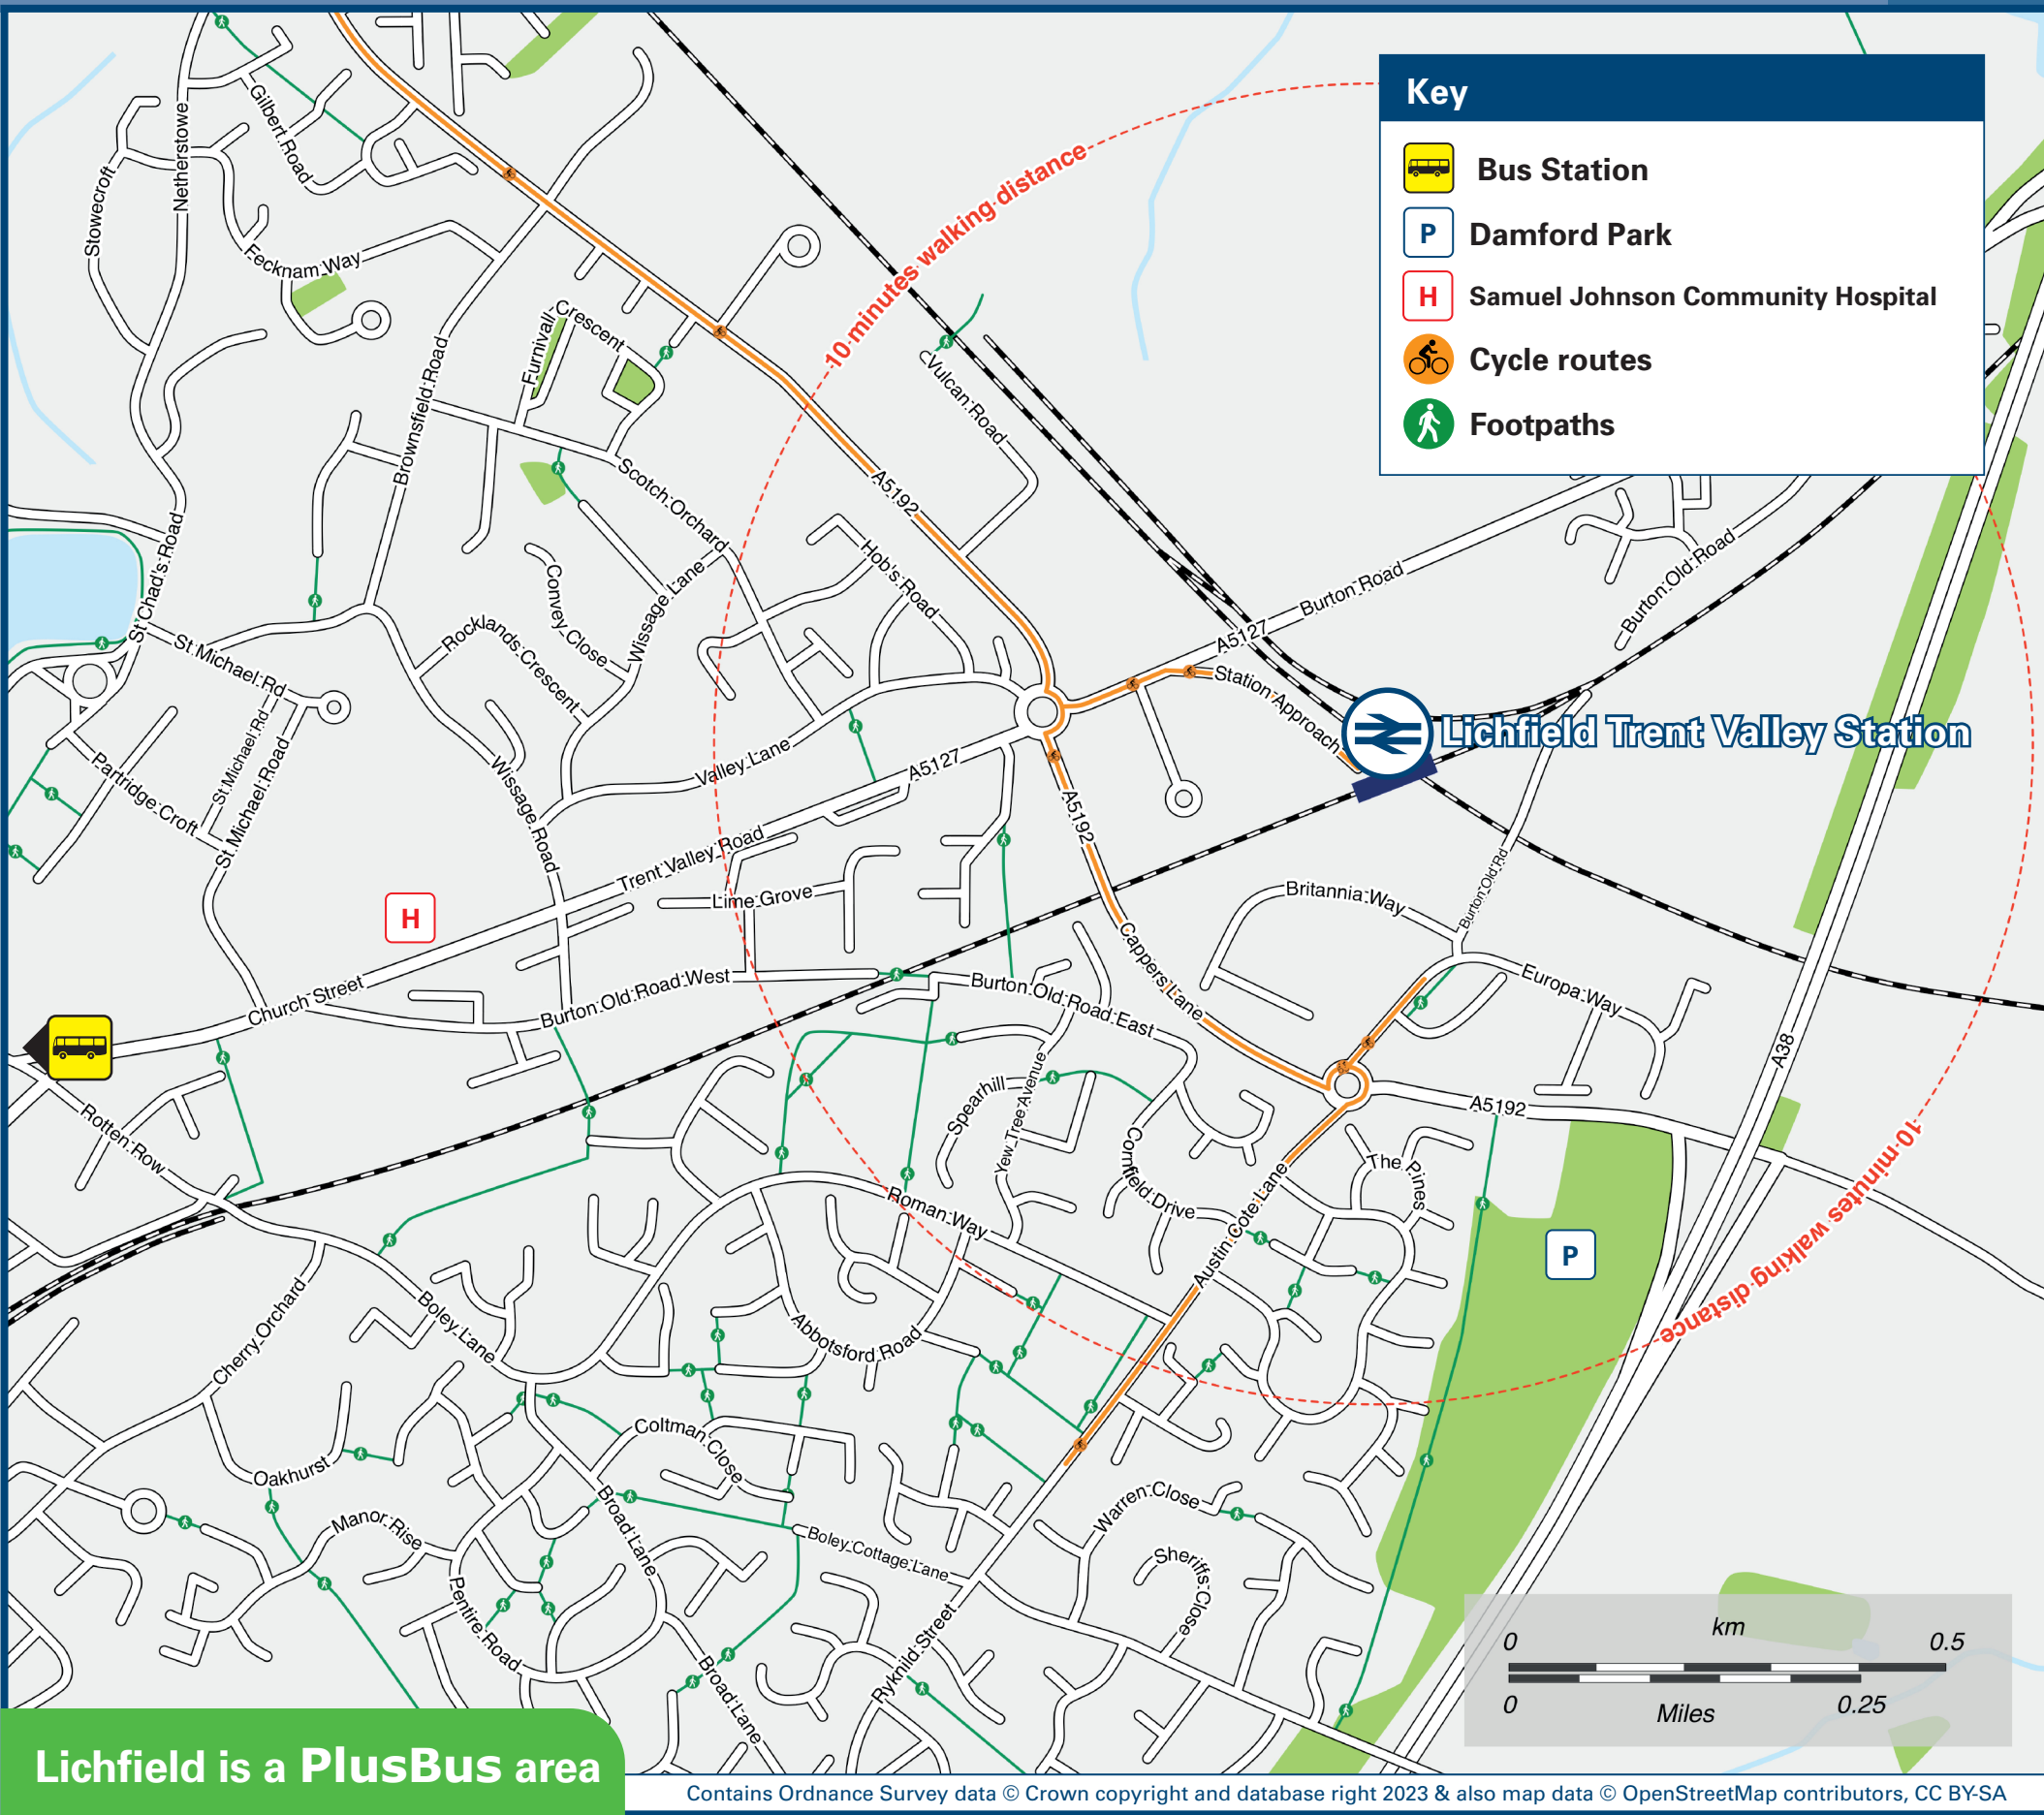 Key
Bus Station
P
Damford Park
H
Samuel Johnson Community Hospital
Cycle routes
Footpaths
10 minutes walking distance
Netherstowe
Gilbert Road
Stowecroft
Fecknam Way
Furnivall
Crescent
Brownsfield Road
Vulcan Road
A5192
Scotch Orchard
Hob's Road
Convey Close
Wissage Lane
Rocklands Crescent
St Chad's Road
St Michael Rd
St Michael Rd
St Michael Road
Partridge Croft
Wissage Road
Valley Lane
A5127
Trent Valley Road
Lime Grove
Burton Road
A5127
Burton Old Road
Station Approach
Lichfield Trent Valley Station
A5192
Britannia Way
Burton Old Rd
Cappers Lane
Europa Way
H
Church Street
Burton Old Road West
Burton Old Road East
A38
A5192
Rotten Row
Spearhill
Yew Tree Avenue
Cornfield Drive
The Pines
Austin Cote Lane
Roman Way
P
10 minutes walking distance
Cherry Orchard
Boley Lane
Abbotsford Road
Coltman Close
Oakhurst
Manor Rise
Broad Lane
Boley Cottage Lane
Warren Close
Sheriffs Close
Pentire Road
Broad Lane
Ryknild Street
km
0 0.5
0 0.25
Miles
Lichfield is a PlusBus area
Contains Ordnance Survey data © Crown copyright and database right 2023 & also map data © OpenStreetMap contributors, CC BY-SA